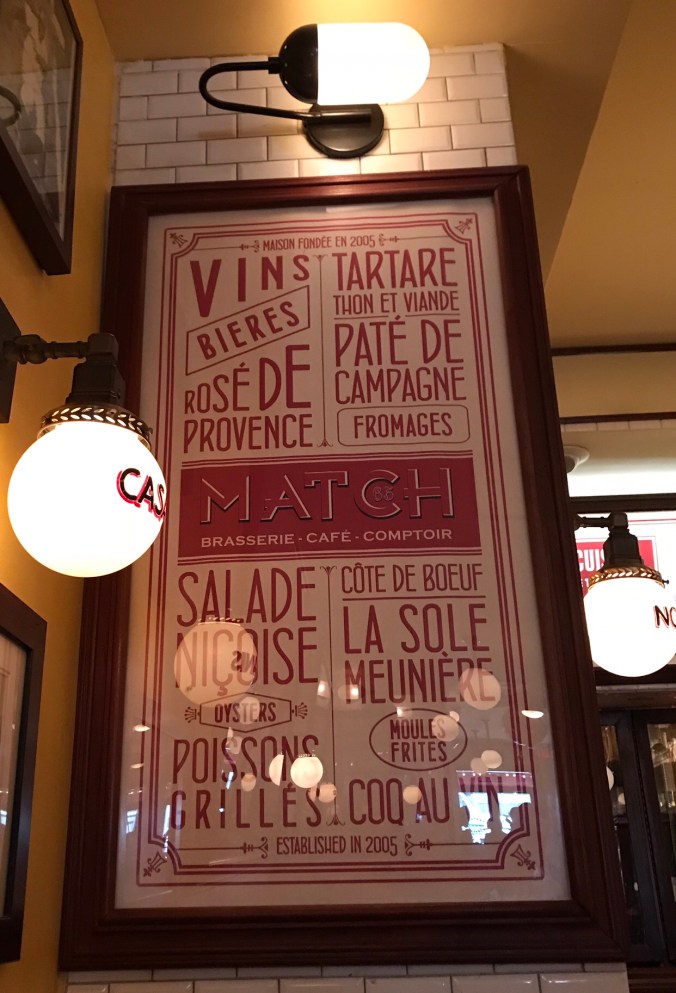 MAISON FONDÉE EN 2005
VINS
BIERES
ROSÉ DE
PROVENCE
TARTARE
THON ET VIANDE
PATÉ DE
CAMPAGNE
FROMAGES
MATCH
BRASSERIE - CAFÉ - COMPTOIR
SALADE
NIÇOISE
OYSTERS
POISSONS
GRILLÉS
CÔTE DE BOEUF
LA SOLE
MEUNIÈRE
MOULES
FRITES
COQ AU VIN
ESTABLISHED IN 2005